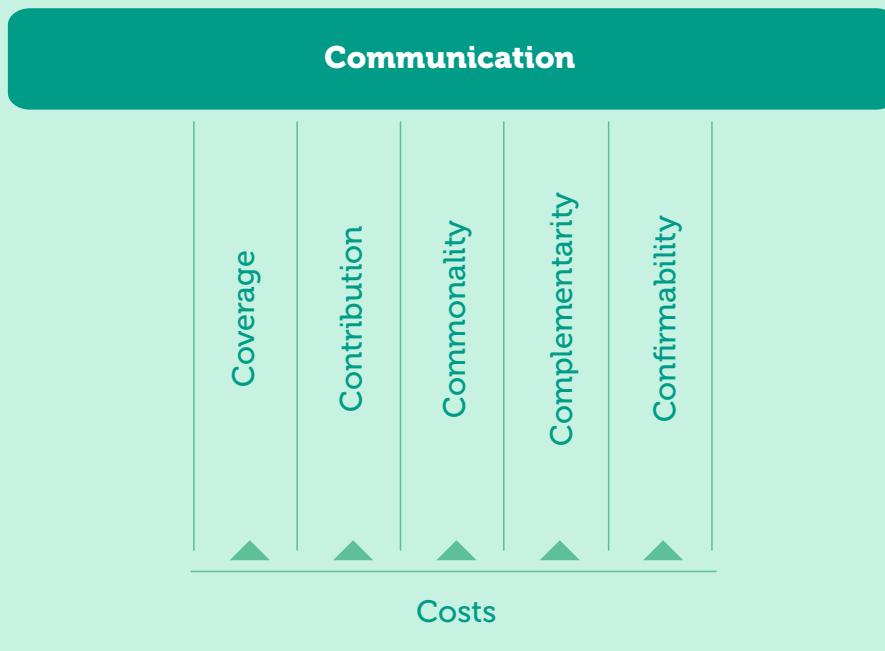 Communication
Coverage
Contribution
Commonality
Complementarity
Confirmability
Costs